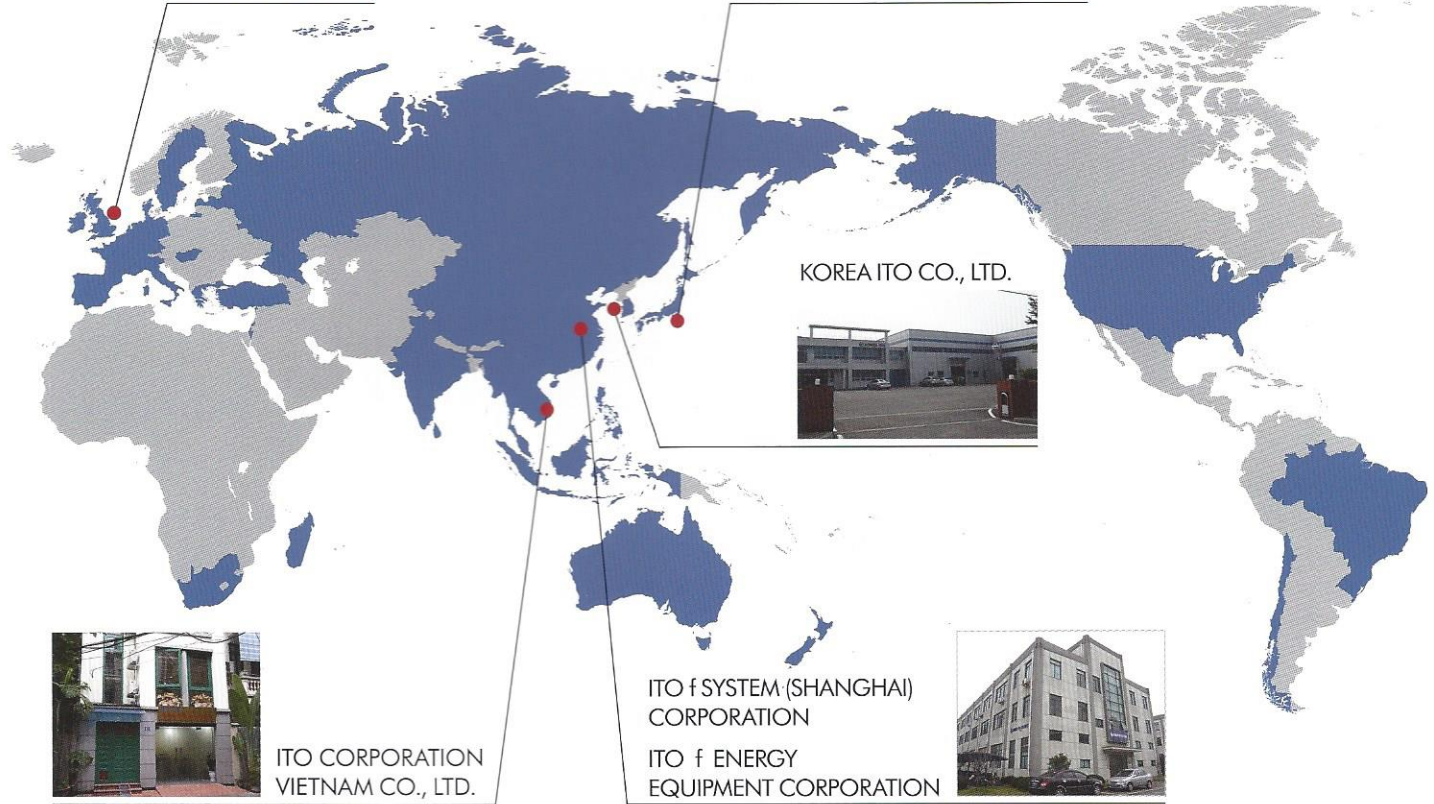 KOREA ITO CO., LTD.
ITO CORPORATION
VIETNAM CO., LTD.
ITO f SYSTEM (SHANGHAI)
CORPORATION
ITO f ENERGY
EQUIPMENT CORPORATION